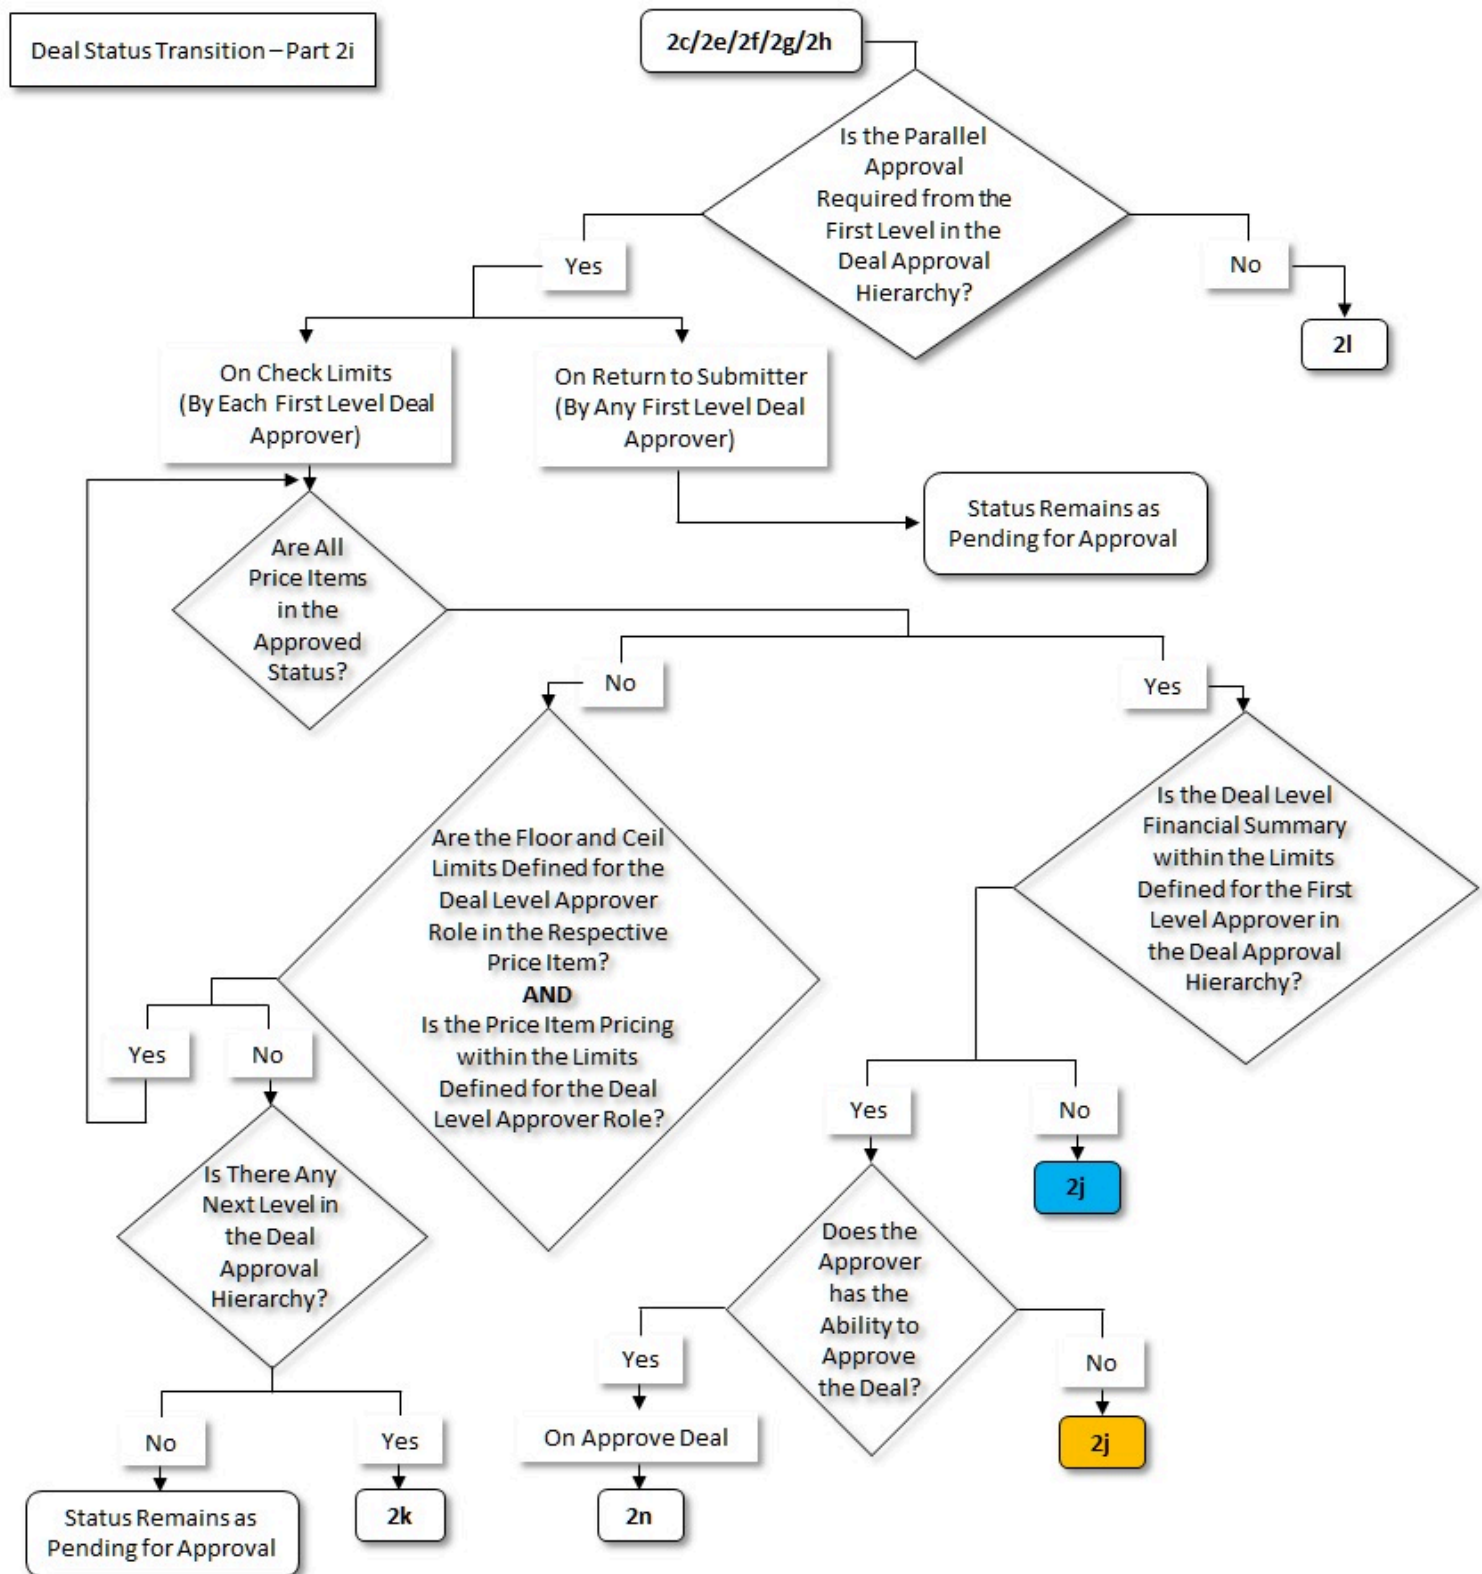 Deal Status Transition – Part 2i
2c/2e/2f/2g/2h
Is the Parallel
Approval
Required from the
First Level in the
Deal Approval
Hierarchy?
Yes
No
2l
On Check Limits
(By Each First Level Deal
Approver)
On Return to Submitter
(By Any First Level Deal
Approver)
Status Remains as
Pending for Approval
Are All
Price Items
in the
Approved
Status?
No
Yes
Are the Floor and Ceil
Limits Defined for the
Deal Level Approver
Role in the Respective
Price Item?
AND
Is the Price Item Pricing
within the Limits
Defined for the Deal
Level Approver Role?
Is the Deal Level
Financial Summary
within the Limits
Defined for the First
Level Approver in
the Deal Approval
Hierarchy?
Yes
No
Yes
No
2j
Is There Any
Next Level in
the Deal
Approval
Hierarchy?
Does the
Approver
has the
Ability to
Approve
the Deal?
Yes
No
On Approve Deal
2j
No
Yes
Status Remains as
Pending for Approval
2k
2n